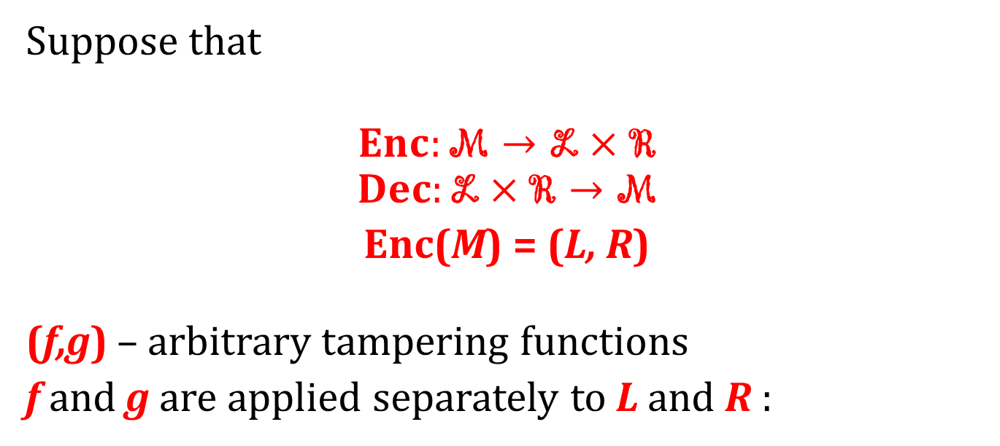 Suppose that
Enc: ℳ → ℒ × ℜ
Dec: ℒ × ℜ → ℳ
Enc(M) = (L, R)
(f,g) – arbitrary tampering functions
f and g are applied separately to L and R :